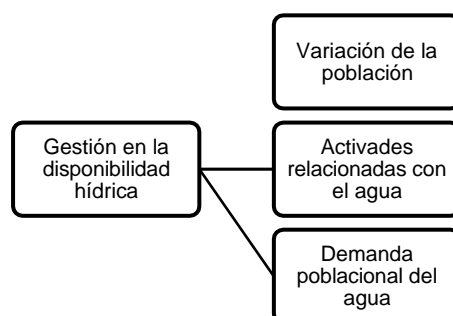 Variación de la
población
Gestión en la
disponibilidad
hídrica
Activades
relacionadas con
el agua
Demanda
poblacional del
agua